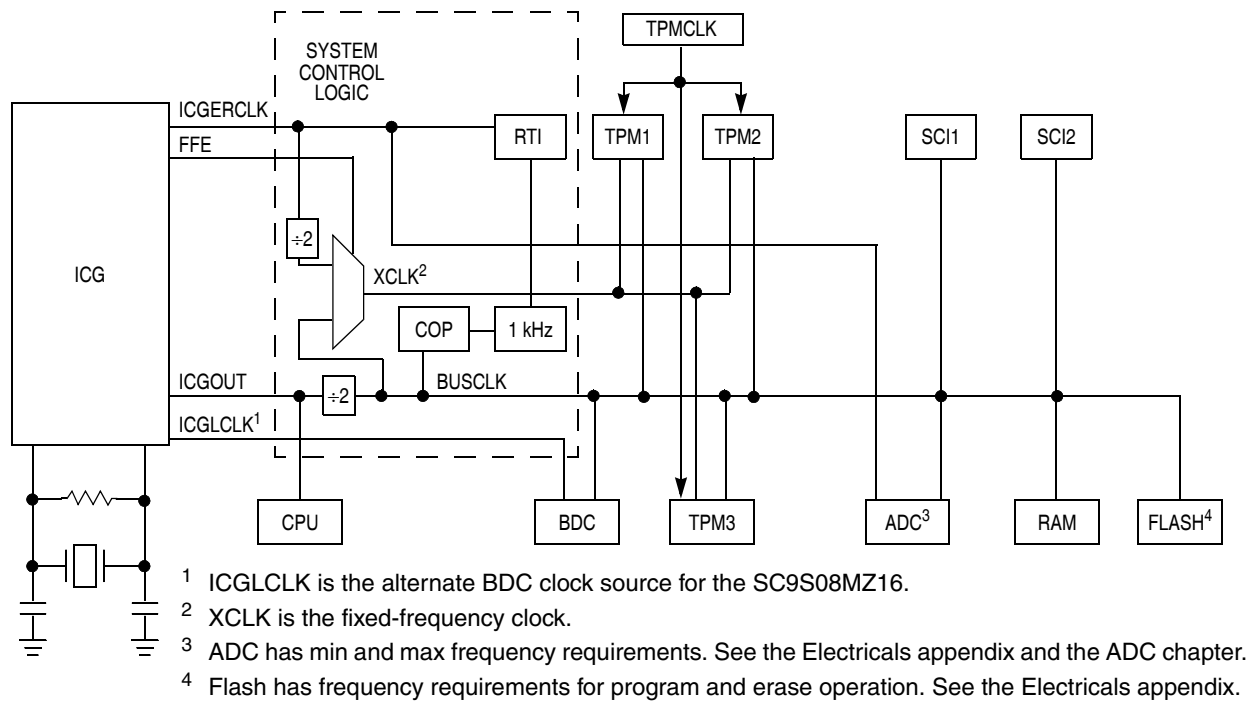 TPMCLK
SYSTEM
CONTROL
LOGIC
ICGERCLK
FFE
RTI
TPM1
TPM2
SCI1
SCI2
÷2
ICG
XCLK²
COP
1 kHz
ICGOUT
÷2
BUSCLK
ICGLCLK¹
CPU
BDC
TPM3
ADC³
RAM
FLASH⁴
¹ ICGLCLK is the alternate BDC clock source for the SC9S08MZ16.
² XCLK is the fixed-frequency clock.
³ ADC has min and max frequency requirements. See the Electricals appendix and the ADC chapter.
⁴ Flash has frequency requirements for program and erase operation. See the Electricals appendix.